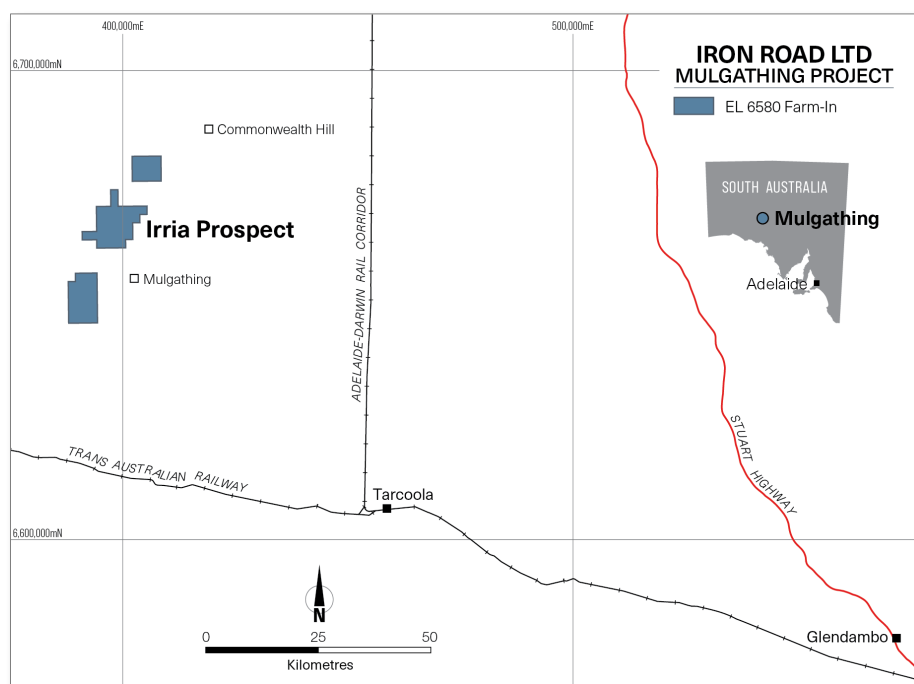 400,000mE
500,000mE
6,700,000mN
IRON ROAD LTD
MULGATHING PROJECT
EL 6580 Farm-In
Commonwealth Hill
SOUTH AUSTRALIA
Mulgathing
Adelaide
Irria Prospect
Mulgathing
ADELAIDE-DARWIN RAIL CORRIDOR
STUART HIGHWAY
TRANS AUSTRALIAN RAILWAY
Tarcoola
6,600,000mN
N
0 25 50
Kilometres
Glendambo